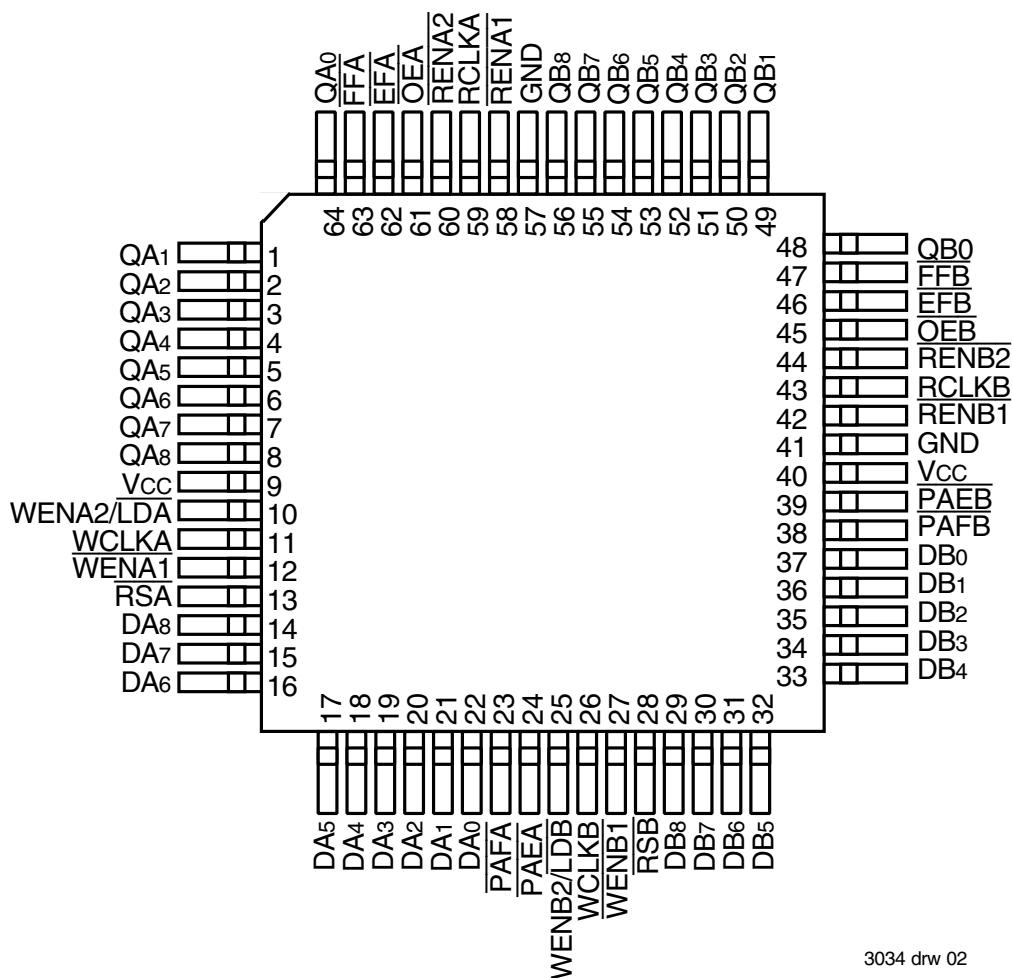 QA0
FFA
EFA
OEA
RENA2
RCLKA
RENA1
GND
QB8
QB7
QB6
QB5
QB4
QB3
QB2
QB1
64
63
62
61
60
59
58
57
56
55
54
53
52
51
50
49
QA1 1
QA2 2
QA3 3
QA4 4
QA5 5
QA6 6
QA7 7
QA8 8
VCC 9
WENA2/LDA 10
WCLKA 11
WENA1 12
RSA 13
DA8 14
DA7 15
DA6 16
48 QB0
47 FFB
46 EFB
45 OEB
44 RENB2
43 RCLKB
42 RENB1
41 GND
40 VCC
39 PAEB
38 PAFB
37 DB0
36 DB1
35 DB2
34 DB3
33 DB4
17
18
19
20
21
22
23
24
25
26
27
28
29
30
31
32
DA5
DA4
DA3
DA2
DA1
DA0
PAFA
PAEA
WENB2/LDB
WCLKB
WENB1
RSB
DB8
DB7
DB6
DB5
3034 drw 02